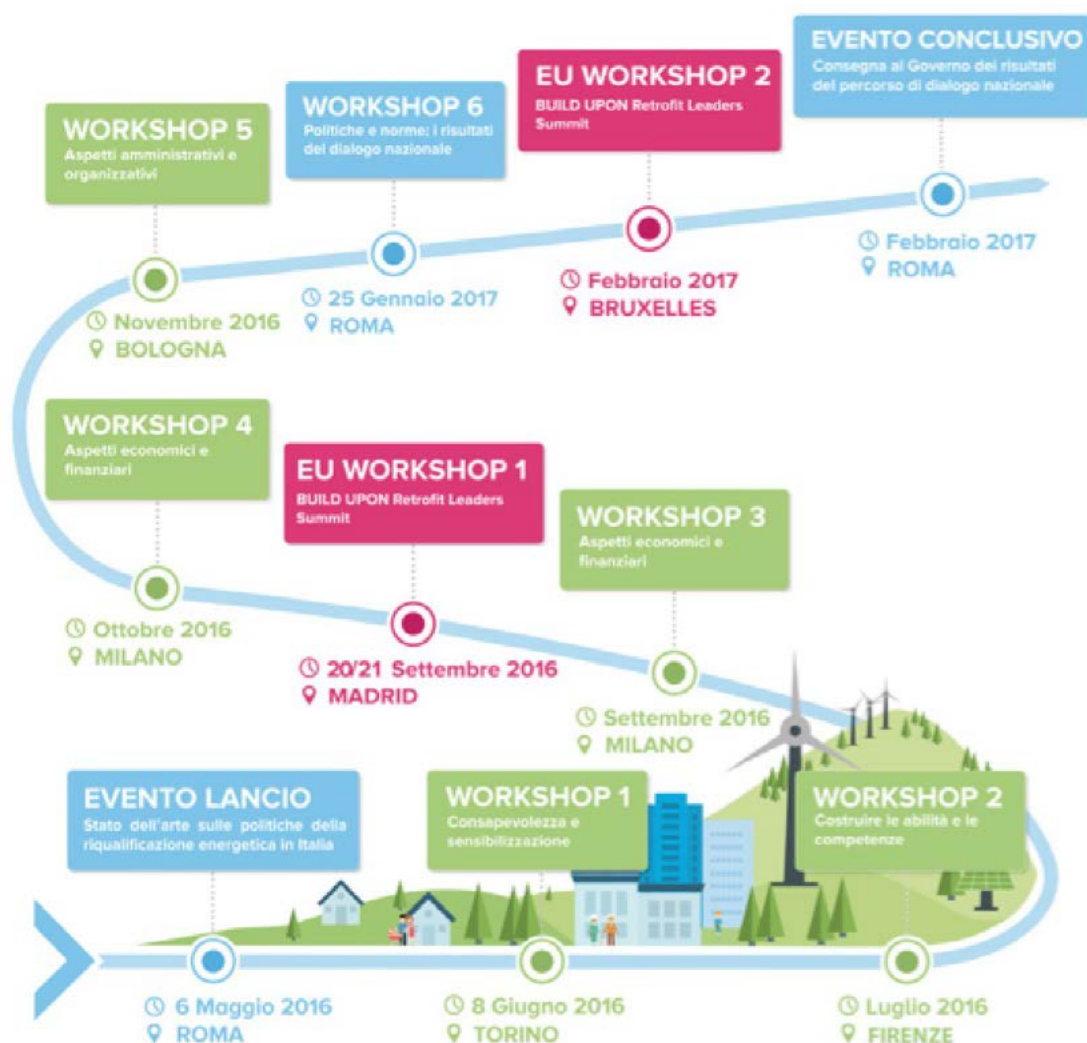 EVENTO CONCLUSIVO
Consegna al Governo dei risultati
del percorso di dialogo nazionale
EU WORKSHOP 2
BUILD UPON Retrofit Leaders
Summit
WORKSHOP 6
Politiche e norme: i risultati
del dialogo nazionale
WORKSHOP 5
Aspetti amministrativi e
organizzativi
Febbraio 2017
ROMA
Febbraio 2017
BRUXELLES
25 Gennaio 2017
ROMA
Novembre 2016
BOLOGNA
WORKSHOP 4
Aspetti economici e
finanziari
EU WORKSHOP 1
BUILD UPON Retrofit Leaders
Summit
WORKSHOP 3
Aspetti economici e
finanziari
Ottobre 2016
MILANO
20/21 Settembre 2016
MADRID
Settembre 2016
MILANO
EVENTO LANCIO
Stato dell'arte sulle politiche della
riqualificazione energetica in Italia
WORKSHOP 1
Consapevolezza e
sensibilizzazione
WORKSHOP 2
Costruire le abilità e le
competenze
6 Maggio 2016
ROMA
8 Giugno 2016
TORINO
Luglio 2016
FIRENZE